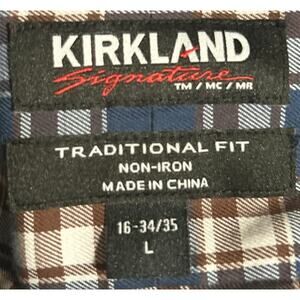 KIRKLAND
Signature
TM / MC / MR
TRADITIONAL FIT
NON-IRON
MADE IN CHINA
16-34/35
L